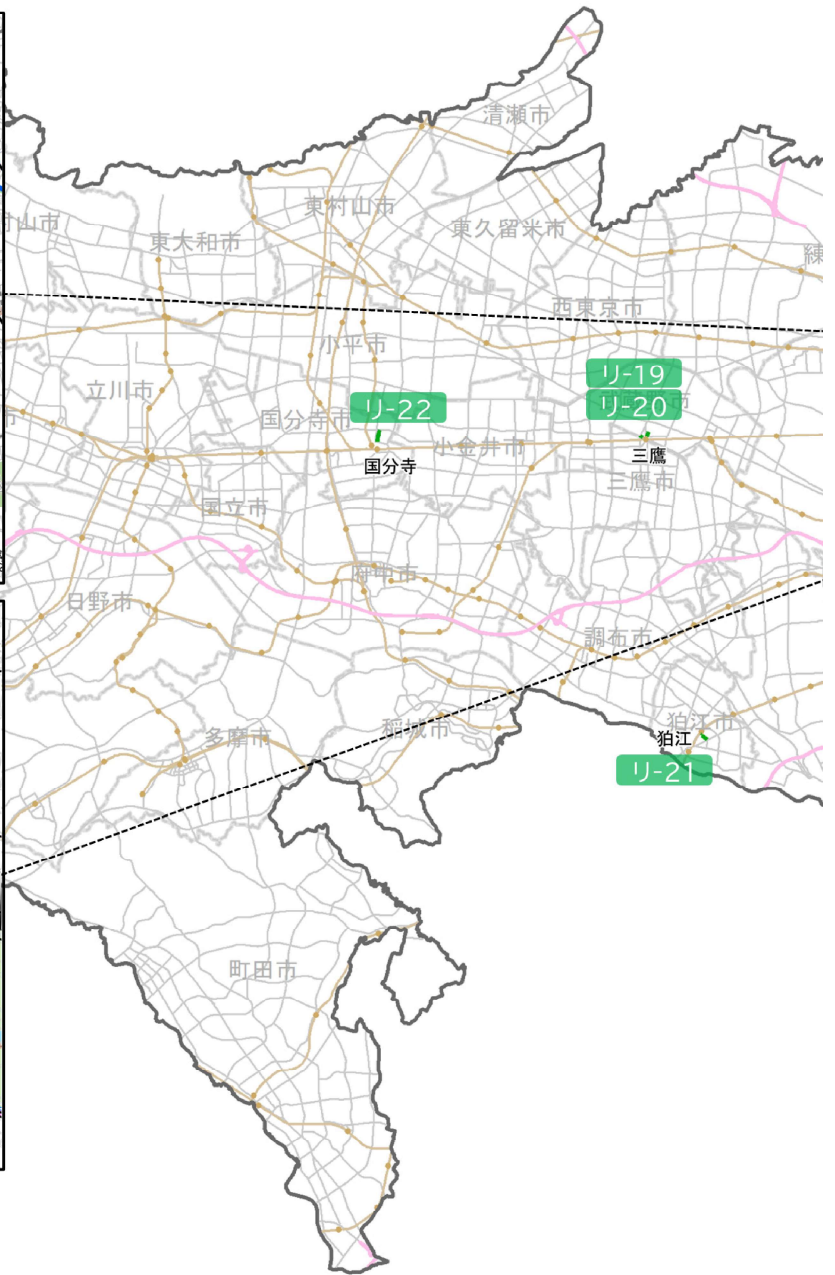 清瀬市
東村山市
東久留米市
村山市
東大和市
練
西東京市
小平市
リ-19
立川市
リ-22
リ-20
国分寺市
小金井市
三鷹
国分寺
三鷹市
国立市
府中市
日野市
調布市
狛江市
稲城市
狛江
多摩市
リ-21
町田市